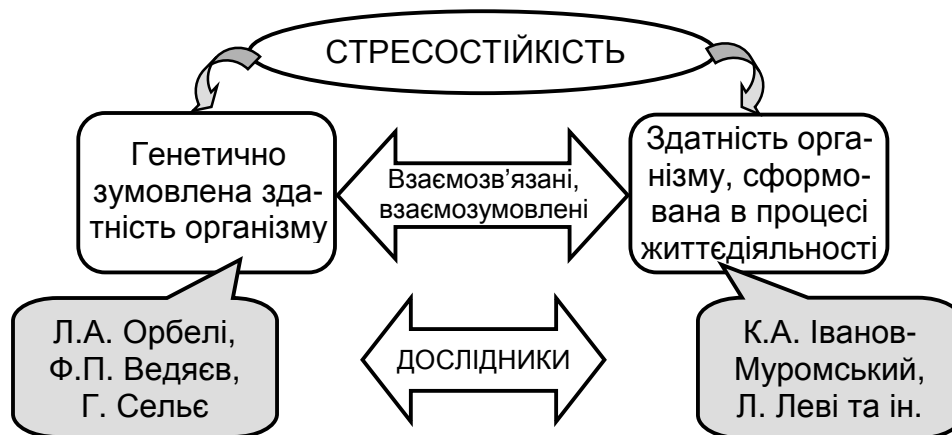 СТРЕСОСТІЙКІСТЬ
Генетично
зумовлена зда-
тність організму
Взаємозв’язані,
взаємозумовлені
Здатність орга-
нізму, сформо-
вана в процесі
життєдіяльності
Л.А. Орбелі,
Ф.П. Ведяєв,
Г. Сельє
ДОСЛІДНИКИ
К.А. Іванов-
Муромський,
Л. Леві та ін.